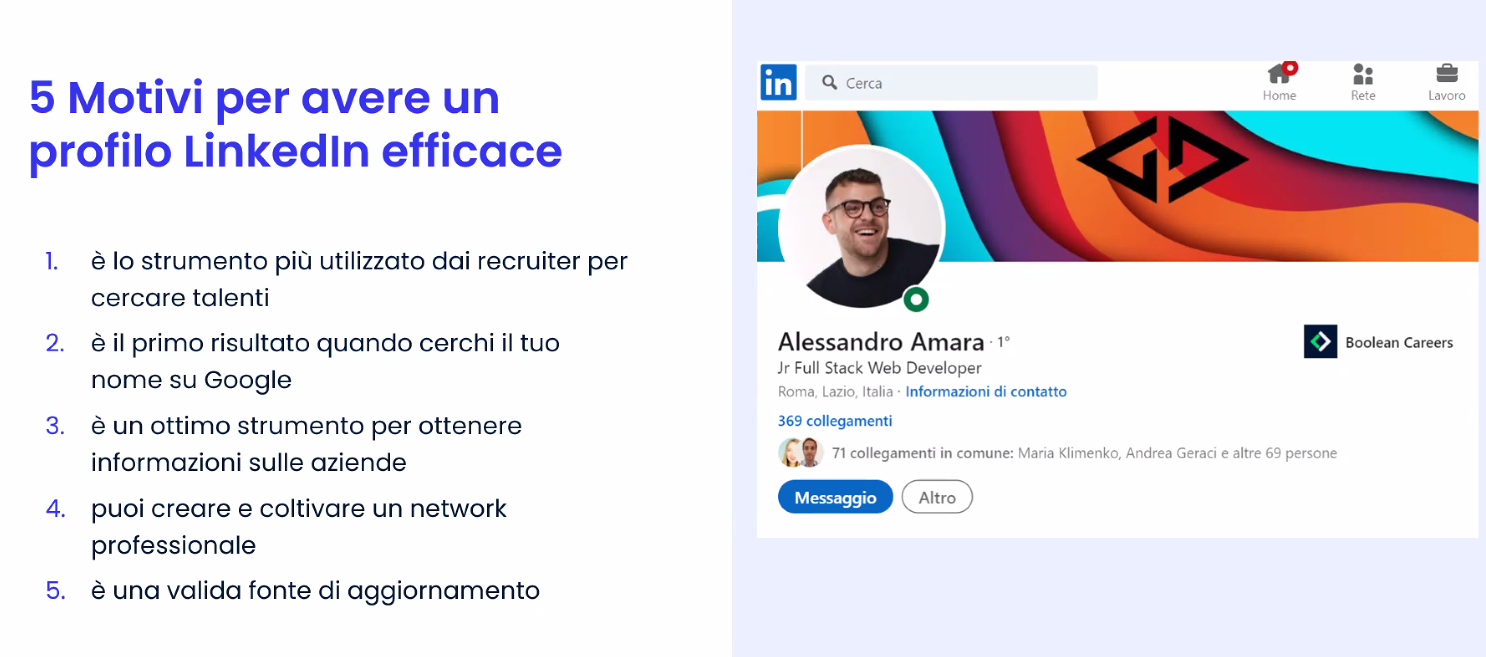 5 Motivi per avere un
profilo LinkedIn efficace
1. è lo strumento più utilizzato dai recruiter per
cercare talenti
2. è il primo risultato quando cerchi il tuo
nome su Google
3. è un ottimo strumento per ottenere
informazioni sulle aziende
4. puoi creare e coltivare un network
professionale
5. è una valida fonte di aggiornamento
in
Cerca
Home
Rete
Lavoro
Alessandro Amara · 1°
Boolean Careers
Jr Full Stack Web Developer
Roma, Lazio, Italia · Informazioni di contatto
369 collegamenti
71 collegamenti in comune: Maria Klimenko, Andrea Geraci e altre 69 persone
Messaggio
Altro